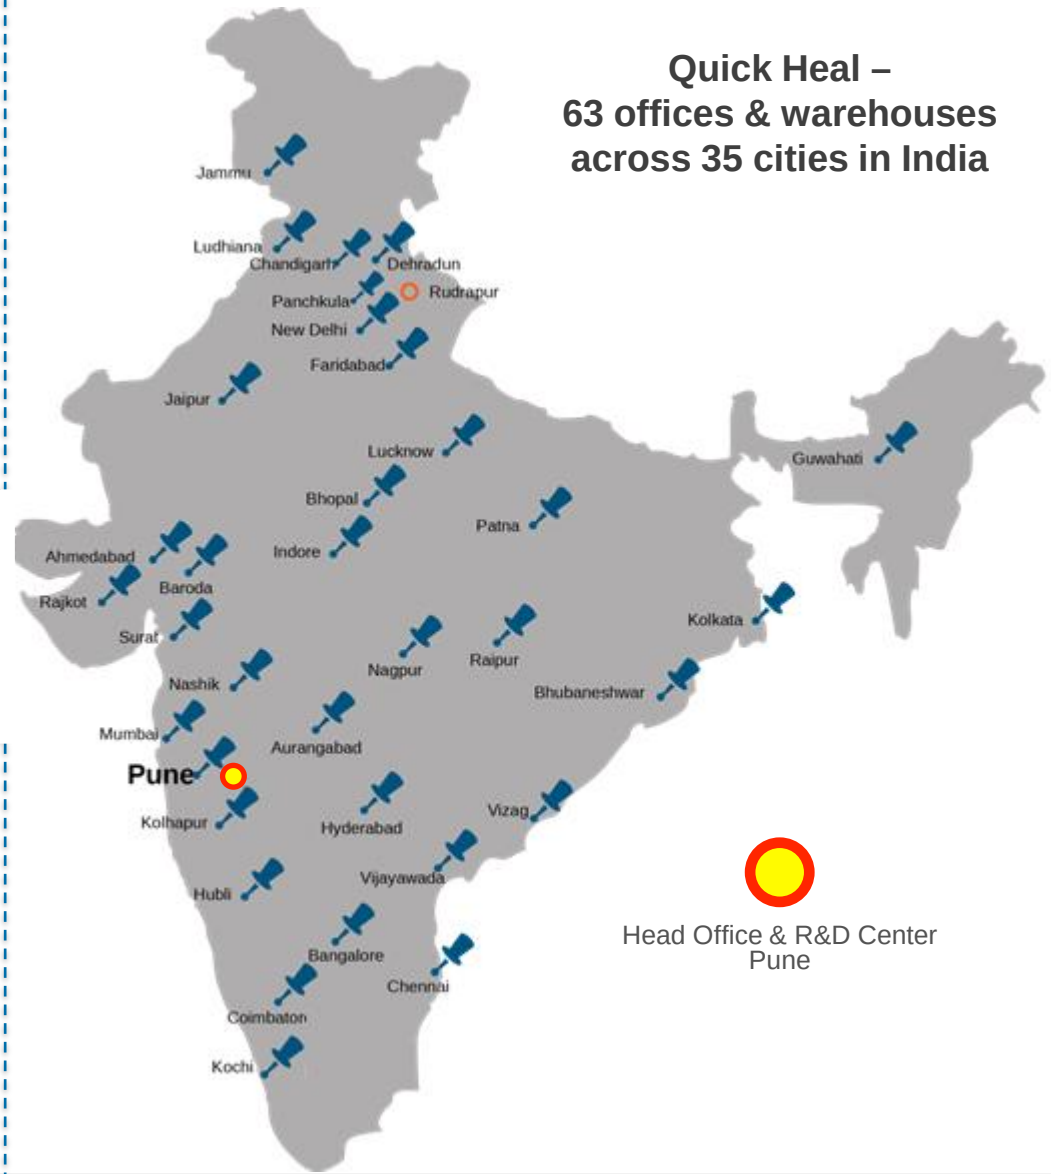 Quick Heal –
63 offices & warehouses
across 35 cities in India
Jammu
Ludhiana
Chandigarh
Dehradun
Panchkula
Rudrapur
New Delhi
Faridabad
Jaipur
Lucknow
Guwahati
Bhopal
Patna
Indore
Ahmedabad
Baroda
Rajkot
Kolkata
Surat
Raipur
Nagpur
Nashik
Bhubaneshwar
Mumbai
Aurangabad
Pune
Vizag
Kolhapur
Hyderabad
Vijayawada
Hubli
Head Office & R&D Center
Pune
Bangalore
Chennai
Coimbaton
Kochi